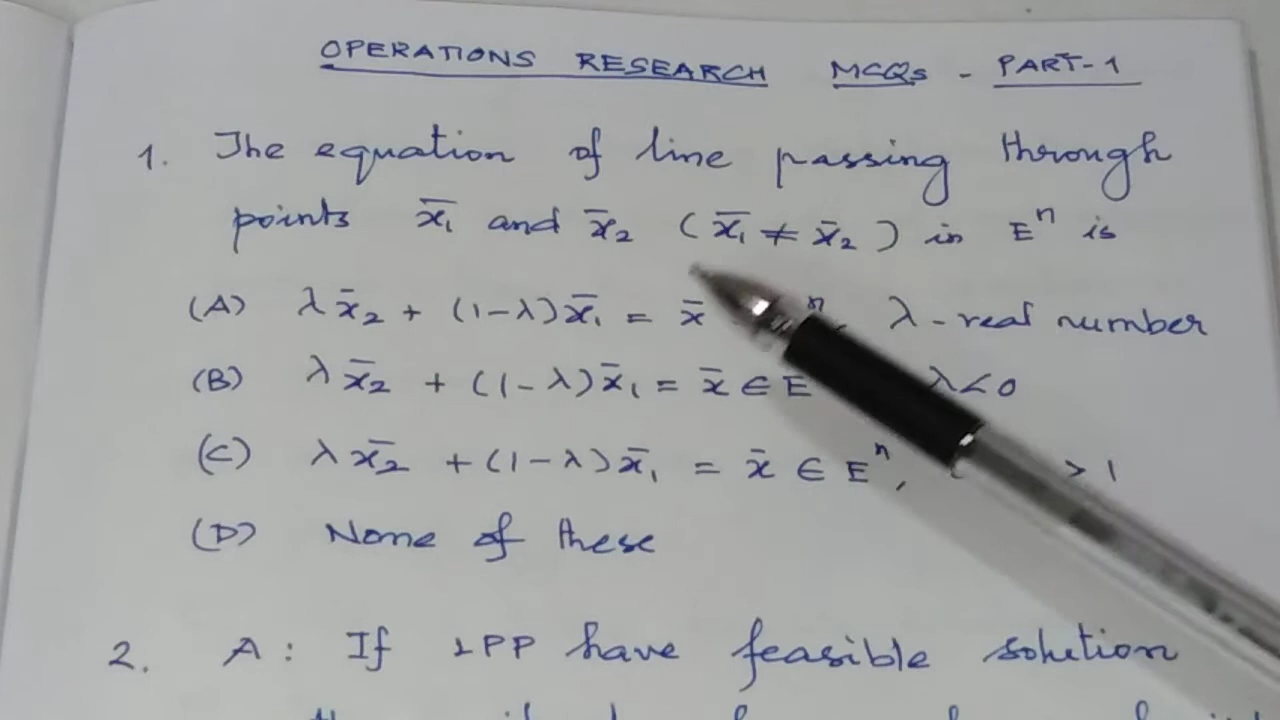 OPERATIONS RESEARCH MCQs - PART-1
1. The equation of line passing through
points x̄₁ and x̄₂ (x̄₁ ≠ x̄₂) in Eⁿ is
(A) λx̄₂ + (1-λ)x̄₁ = x̄ n, λ-real number
(B) λx̄₂ + (1-λ)x̄₁ = x̄ ∈ E λ<0
(C) λx̄₂ + (1-λ)x̄₁ = x̄ ∈ Eⁿ, > 1
(D) None of these
2. A: If LPP have feasible solution